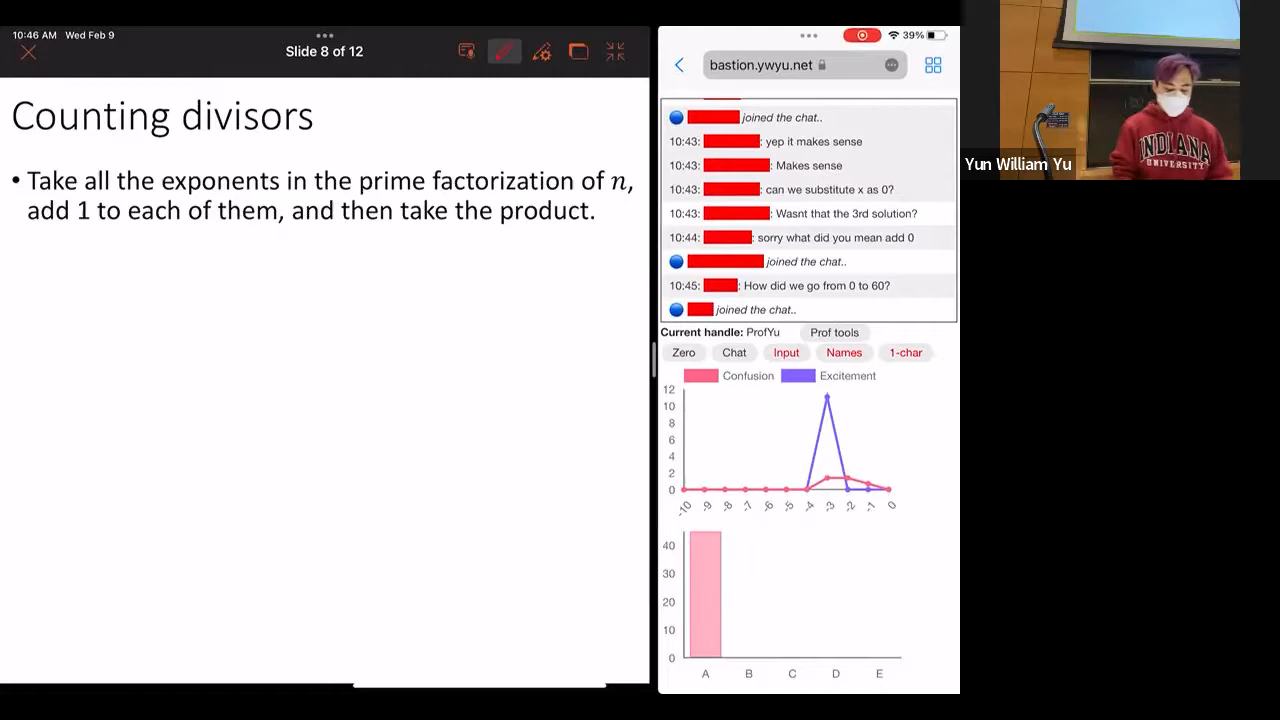 10:46 AM Wed Feb 9
Slide 8 of 12
Counting divisors
• Take all the exponents in the prime factorization of n,
add 1 to each of them, and then take the product.
39%
bastion.ywyu.net
joined the chat..
10:43: : yep it makes sense
10:43: : Makes sense
10:43: : can we substitute x as 0?
10:43: : Wasnt that the 3rd solution?
10:44: : sorry what did you mean add 0
joined the chat..
10:45: : How did we go from 0 to 60?
joined the chat..
Current handle: ProfYu Prof tools
Zero Chat Input Names 1-char
Confusion Excitement
12
10
8
6
4
2
0
-10 -9 -8 -7 -6 -5 -4 -3 -2 -1 0
40
30
20
10
0
A B C D E
INDIANA
UNIVERSITY
Yun William Yu